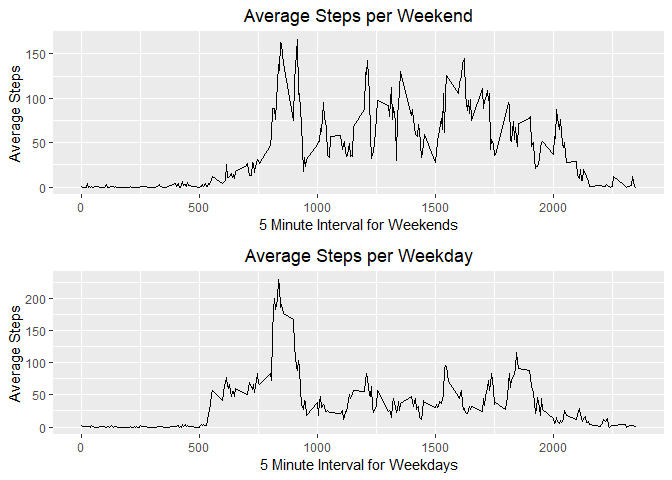 Average Steps per Weekend
Average Steps
150
100
50
0
0 500 1000 1500 2000
5 Minute Interval for Weekends
Average Steps per Weekday
Average Steps
200
150
100
50
0
0 500 1000 1500 2000
5 Minute Interval for Weekdays